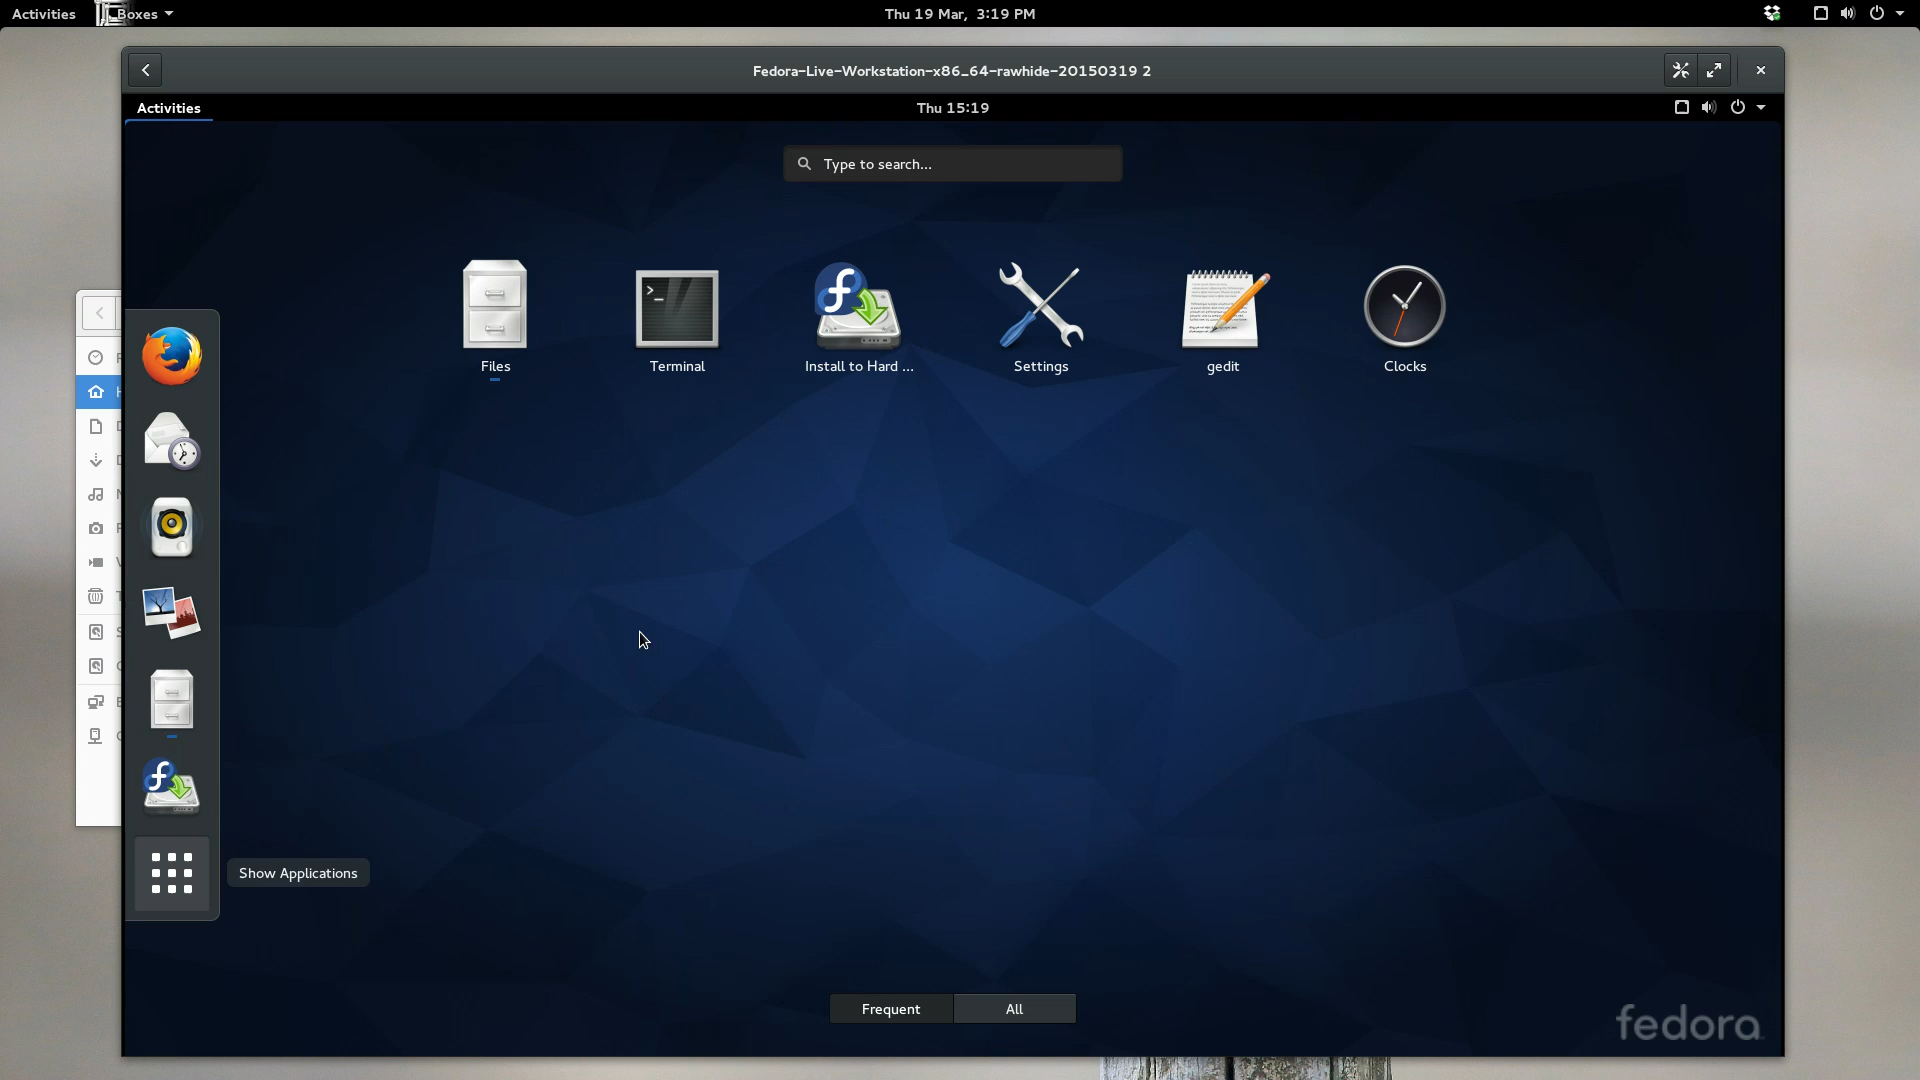 Activities
Boxes
Thu 19 Mar, 3:19 PM
Fedora-Live-Workstation-x86_64-rawhide-20150319 2
Activities
Thu 15:19
Type to search...
Files
Terminal
Install to Hard ...
Settings
gedit
Clocks
Show Applications
Frequent
All
fedora